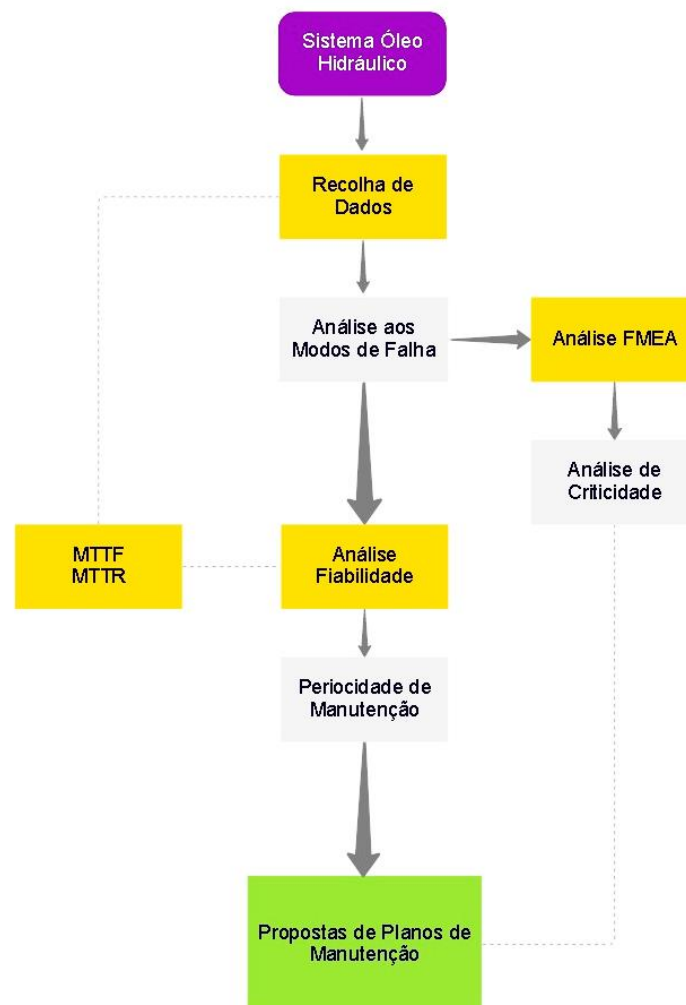 Sistema Óleo
Hidráulico
Recolha de
Dados
Análise aos
Modos de Falha
Análise FMEA
Análise de
Criticidade
MTTF
MTTR
Análise
Fiabilidade
Periocidade de
Manutenção
Propostas de Planos de
Manutenção